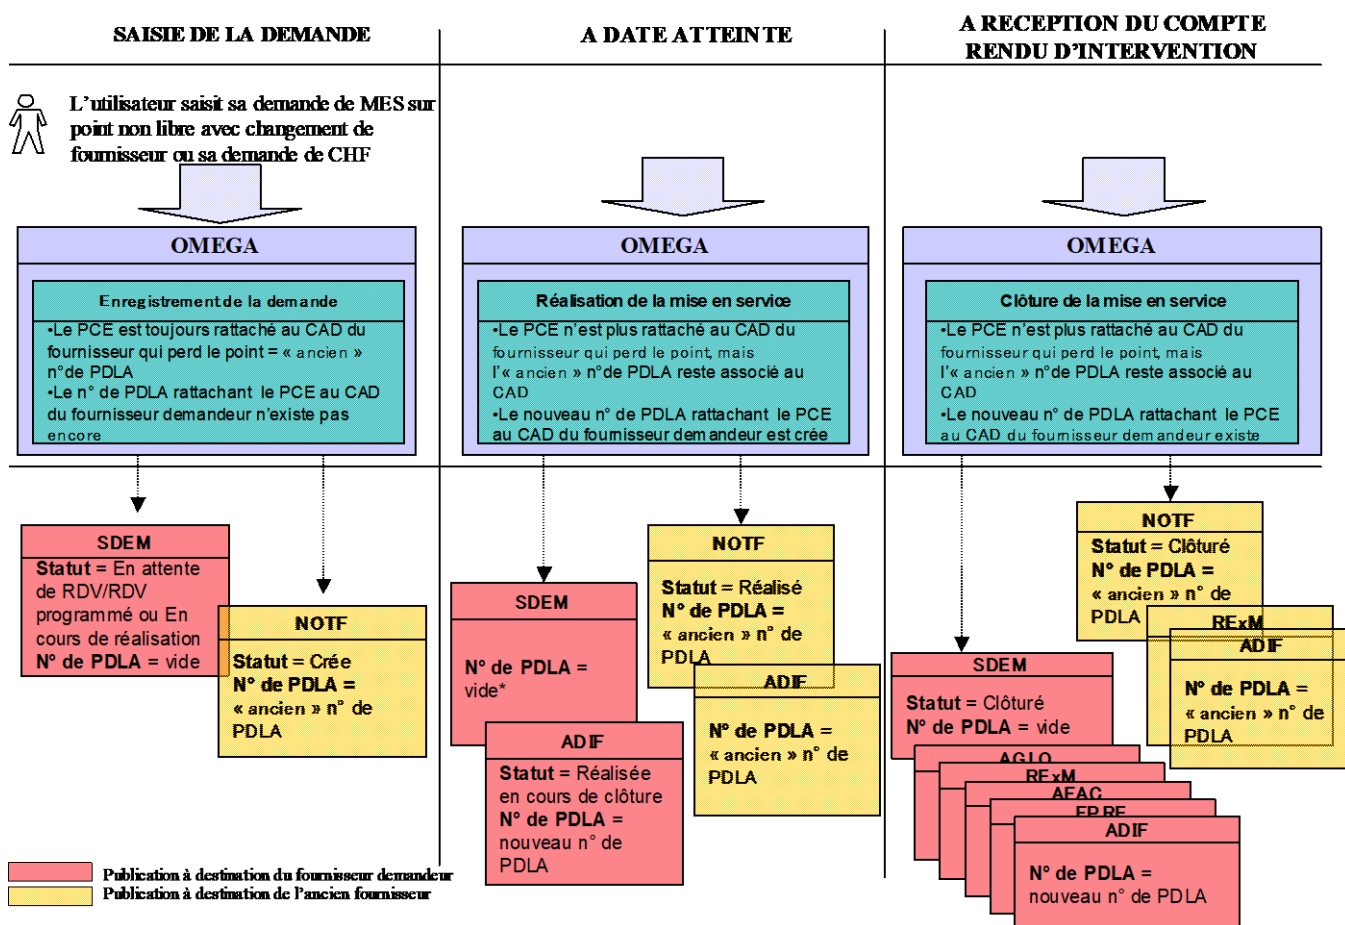 SAISIE DE LA DEMANDE
A DATE ATTEINTE
A RECEPTION DU COMPTE
RENDU D'INTERVENTION
L'utilisateur saisit sa demande de MES sur
point non libre avec changement de
fournisseur ou sa demande de CHF
OMEGA
Enregistrement de la demande
•Le PCE est toujours rattaché au CAD du
fournisseur qui perd le point = « ancien »
n°de PDLA
•Le n° de PDLA rattachant le PCE au CAD
du fournisseur demandeur n'existe pas
encore
OMEGA
Réalisation de la mise en service
•Le PCE n'est plus rattaché au CAD du
fournisseur qui perd le point, mais
l'« ancien » n°de PDLA reste associé au
CAD
•Le nouveau n° de PDLA rattachant le PCE
au CAD du fournisseur demandeur est crée
OMEGA
Clôture de la mise en service
•Le PCE n'est plus rattaché au CAD du
fournisseur qui perd le point, mais
l'« ancien » n°de PDLA reste associé au
CAD
•Le nouveau n° de PDLA rattachant le PCE
au CAD du fournisseur demandeur existe
SDEM
Statut = En attente
de RDV/RDV
programmé ou En
cours de réalisation
N° de PDLA = vide
NOTF
Statut = Crée
N° de PDLA =
« ancien » n° de
PDLA
SDEM
N° de PDLA =
vide*
ADIF
Statut = Réalisée
en cours de clôture
N° de PDLA =
nouveau n° de
PDLA
NOTF
Statut = Réalisé
N° de PDLA =
« ancien » n° de
PDLA
ADIF
N° de PDLA =
« ancien » n° de
PDLA
NOTF
Statut = Clôturé
N° de PDLA =
« ancien » n° de
PDLA
RExM
ADIF
N° de PDLA =
« ancien » n° de
PDLA
SDEM
Statut = Clôturé
N° de PDLA = vide
RExM
ADIF
N° de PDLA =
nouveau n° de PDLA
Publication à destination du fournisseur demandeur
Publication à destination de l'ancien fournisseur